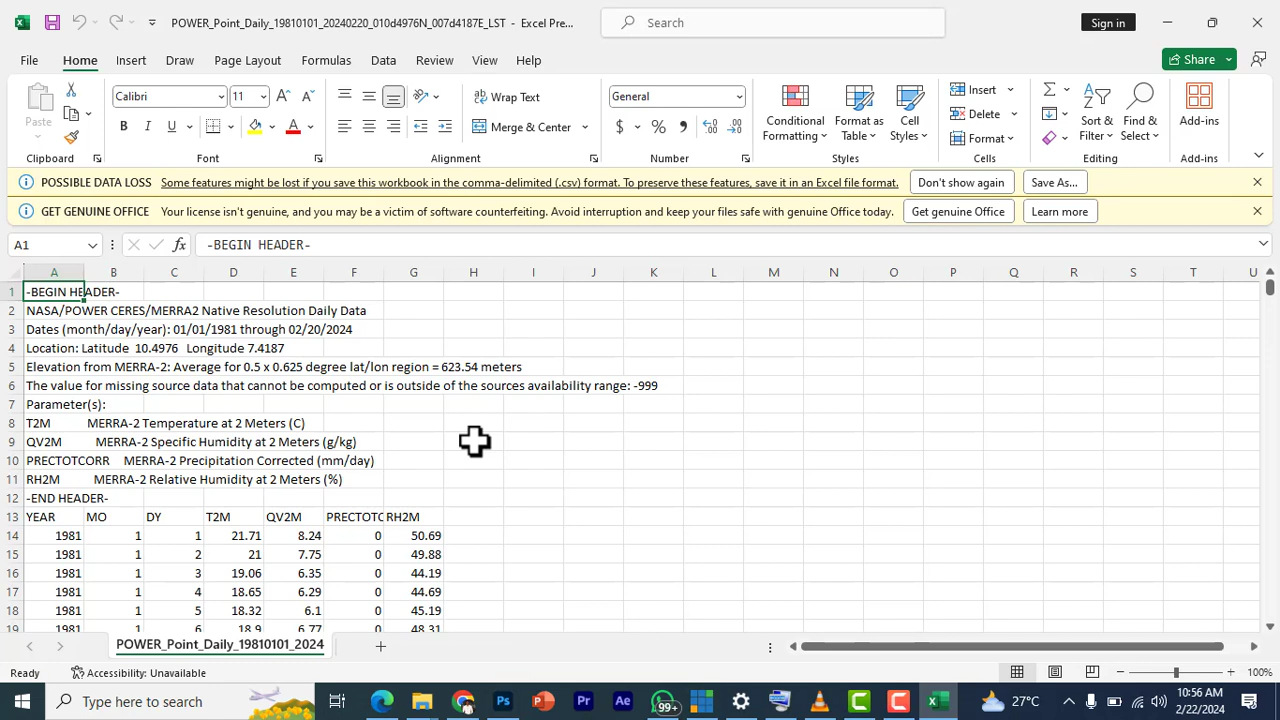 POWER_Point_Daily_19810101_20240220_010d4976N_007d4187E_LST - Excel Pre...
Search
Sign in
File Home Insert Draw Page Layout Formulas Data Review View Help
Share
Paste
Calibri 11
Wrap Text
General
Merge & Center
Conditional Formatting
Format as Table
Cell Styles
Insert
Delete
Format
Sort & Filter
Find & Select
Add-ins
Clipboard Font Alignment Number Styles Cells Editing Add-ins
POSSIBLE DATA LOSS Some features might be lost if you save this workbook in the comma-delimited (.csv) format. To preserve these features, save it in an Excel file format. Don't show again Save As...
GET GENUINE OFFICE Your license isn't genuine, and you may be a victim of software counterfeiting. Avoid interruption and keep your files safe with genuine Office today. Get genuine Office Learn more
A1 fx -BEGIN HEADER-
A B C D E F G H I J K L M N O P Q R S T U
1 -BEGIN HEADER-
2 NASA/POWER CERES/MERRA2 Native Resolution Daily Data
3 Dates (month/day/year): 01/01/1981 through 02/20/2024
4 Location: Latitude 10.4976 Longitude 7.4187
5 Elevation from MERRA-2: Average for 0.5 x 0.625 degree lat/lon region = 623.54 meters
6 The value for missing source data that cannot be computed or is outside of the sources availability range: -999
7 Parameter(s):
8 T2M MERRA-2 Temperature at 2 Meters (C)
9 QV2M MERRA-2 Specific Humidity at 2 Meters (g/kg)
10 PRECTOTCORR MERRA-2 Precipitation Corrected (mm/day)
11 RH2M MERRA-2 Relative Humidity at 2 Meters (%)
12 -END HEADER-
13 YEAR MO DY T2M QV2M PRECTOTC RH2M
14 1981 1 1 21.71 8.24 0 50.69
15 1981 1 2 21 7.75 0 49.88
16 1981 1 3 19.06 6.35 0 44.19
17 1981 1 4 18.65 6.29 0 44.69
18 1981 1 5 18.32 6.1 0 45.19
19 1981 1 6 18.9 6.77 0 48.31
POWER_Point_Daily_19810101_2024
Ready Accessibility: Unavailable 100%
Type here to search
99+
27°C
10:56 AM
2/22/2024